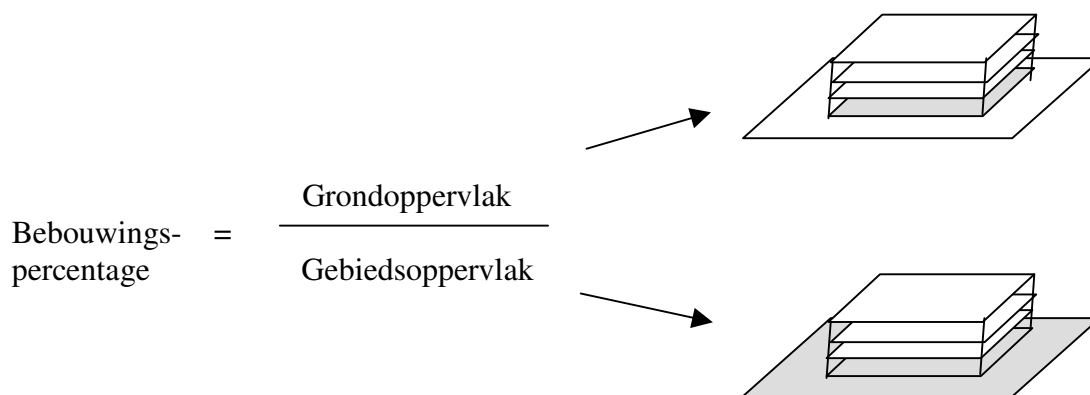 Grondoppervlak
Bebouwings- =
percentage
Gebiedsoppervlak